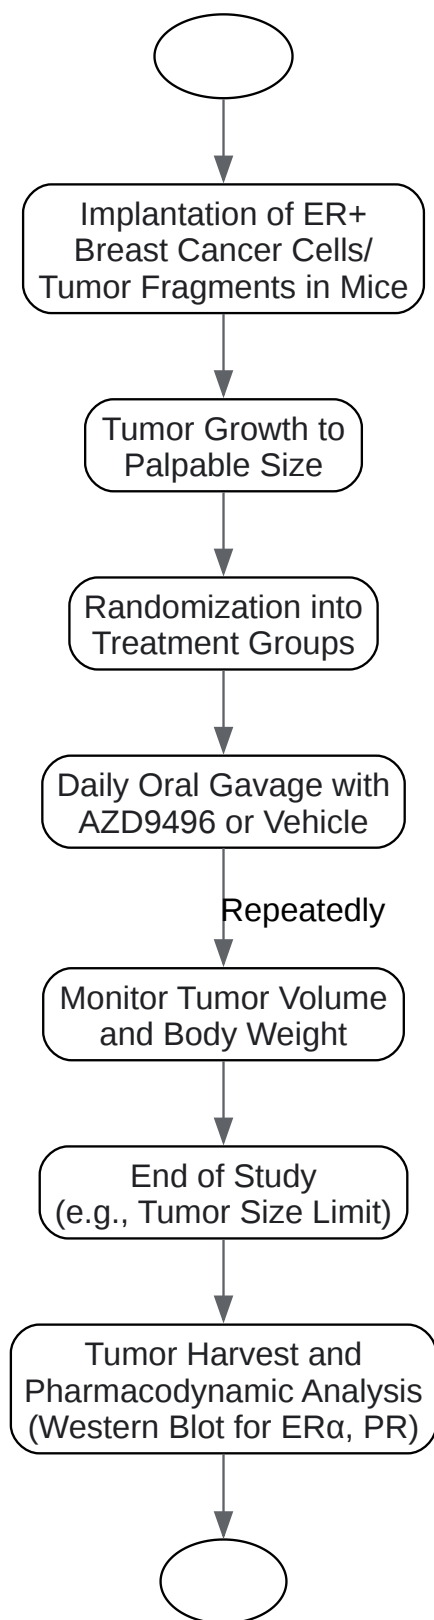 Implantation of ER+
Breast Cancer Cells/
Tumor Fragments in Mice
Tumor Growth to
Palpable Size
Randomization into
Treatment Groups
Daily Oral Gavage with
AZD9496 or Vehicle
Repeatedly
Monitor Tumor Volume
and Body Weight
End of Study
(e.g., Tumor Size Limit)
Tumor Harvest and
Pharmacodynamic Analysis
(Western Blot for ERα, PR)